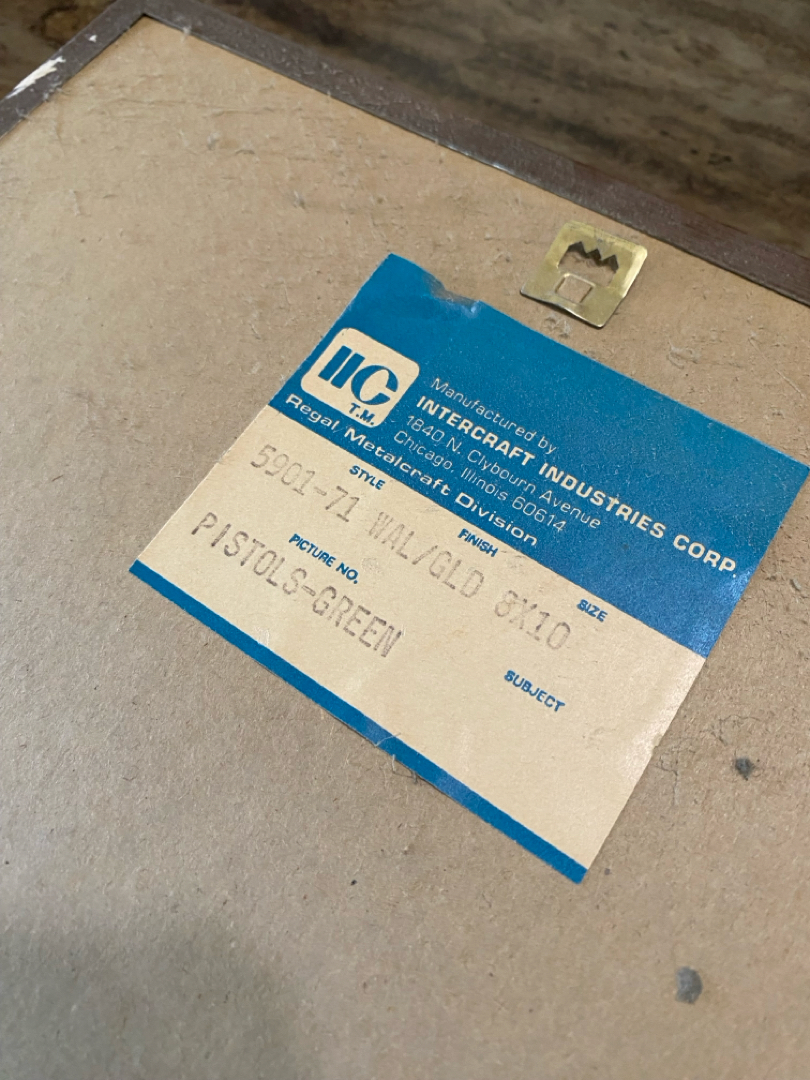 IIC
T.M.
Manufactured by
INTERCRAFT INDUSTRIES CORP
1840 N. Clybourn Avenue
Chicago, Illinois 60614
Regal/Metalcraft Division
STYLE FINISH SIZE
5901-71 WAL/GLD 8X10
PICTURE NO. SUBJECT
PISTOLS-GREEN